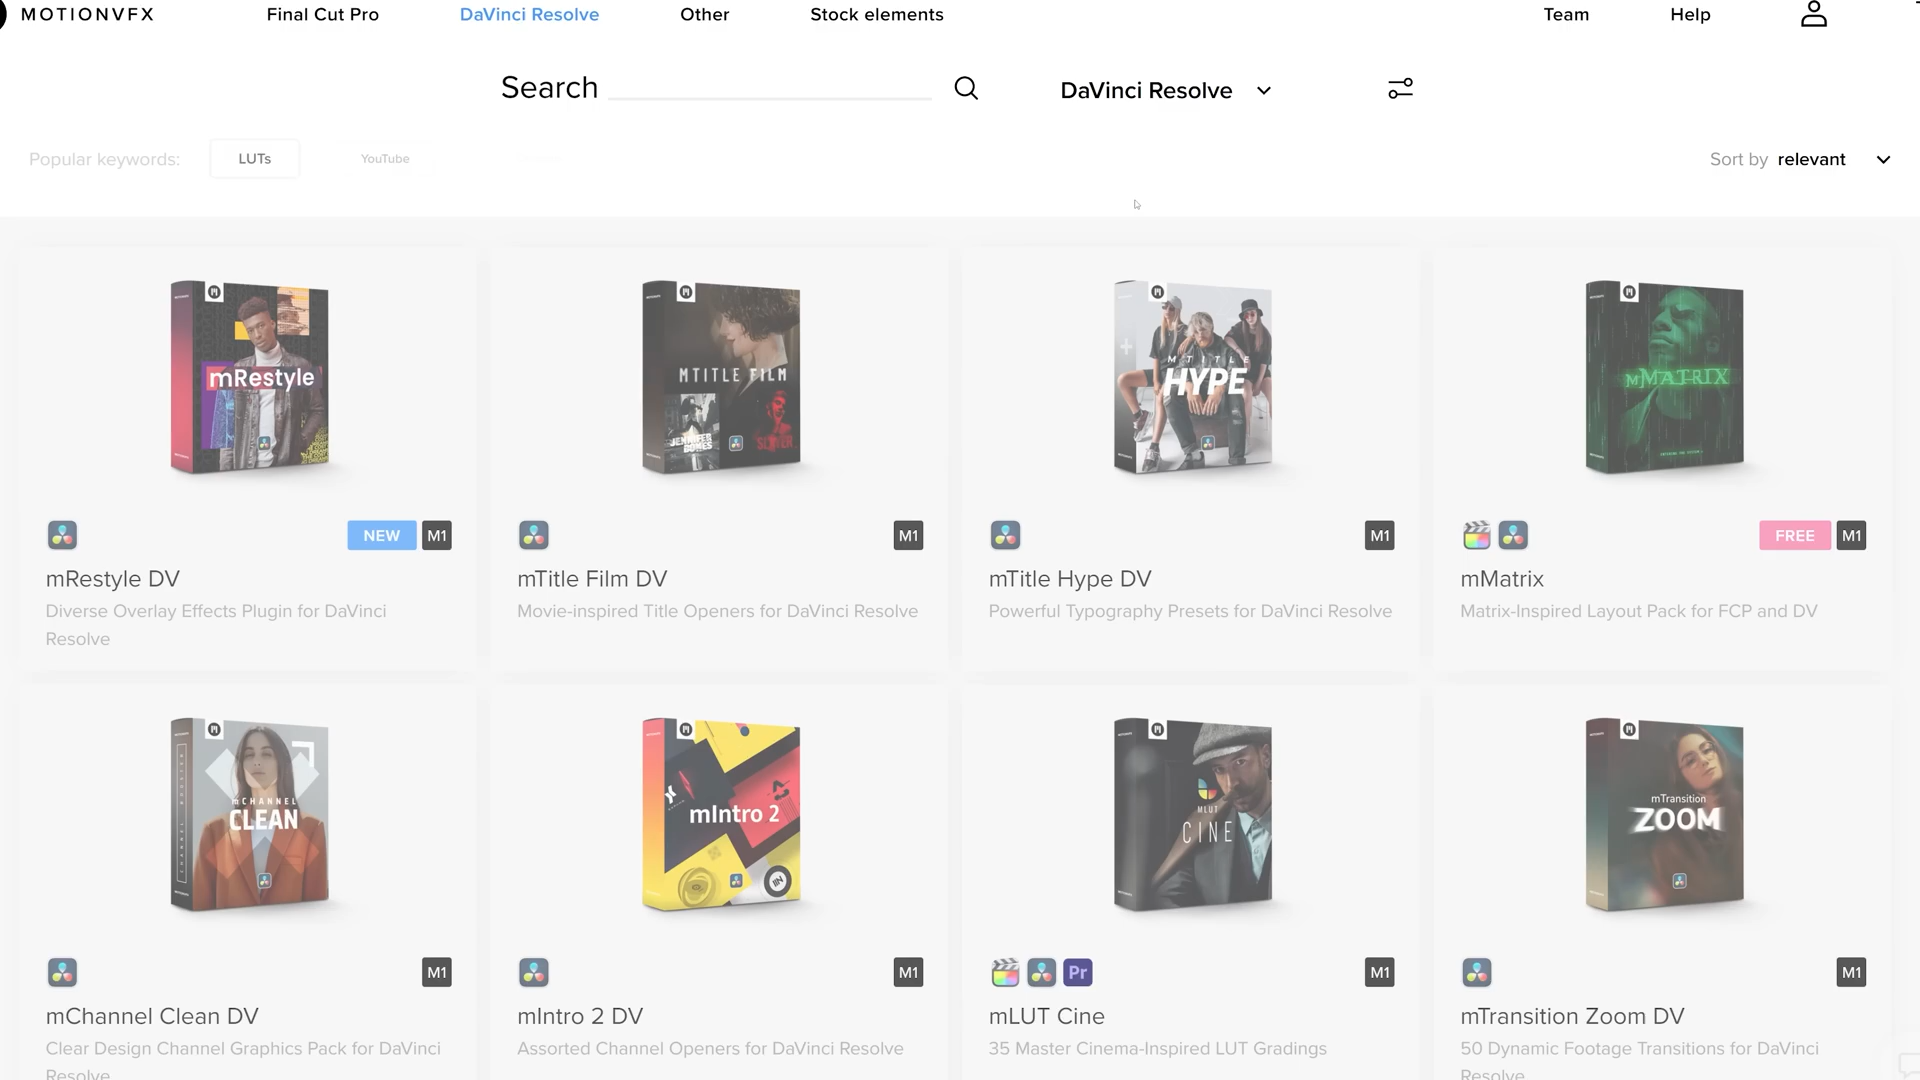 MOTIONVFX
Final Cut Pro
DaVinci Resolve
Other
Stock elements
Team
Help
Search
DaVinci Resolve
Popular keywords:
LUTs
YouTube
Sort by relevant
mRestyle
MTITLE FILM
JENNIFER
BONES
SLAYER
MTITLE
HYPE
mMATRIX
NEW
M1
M1
M1
FREE
M1
mRestyle DV
Diverse Overlay Effects Plugin for DaVinci
Resolve
mTitle Film DV
Movie-inspired Title Openers for DaVinci Resolve
mTitle Hype DV
Powerful Typography Presets for DaVinci Resolve
mMatrix
Matrix-Inspired Layout Pack for FCP and DV
mCHANNEL
CLEAN
mIntro 2
MLUT
CINE
mTransition
ZOOM
M1
M1
Pr
M1
M1
mChannel Clean DV
Clear Design Channel Graphics Pack for DaVinci
Resolve
mIntro 2 DV
Assorted Channel Openers for DaVinci Resolve
mLUT Cine
35 Master Cinema-Inspired LUT Gradings
mTransition Zoom DV
50 Dynamic Footage Transitions for DaVinci
Resolve